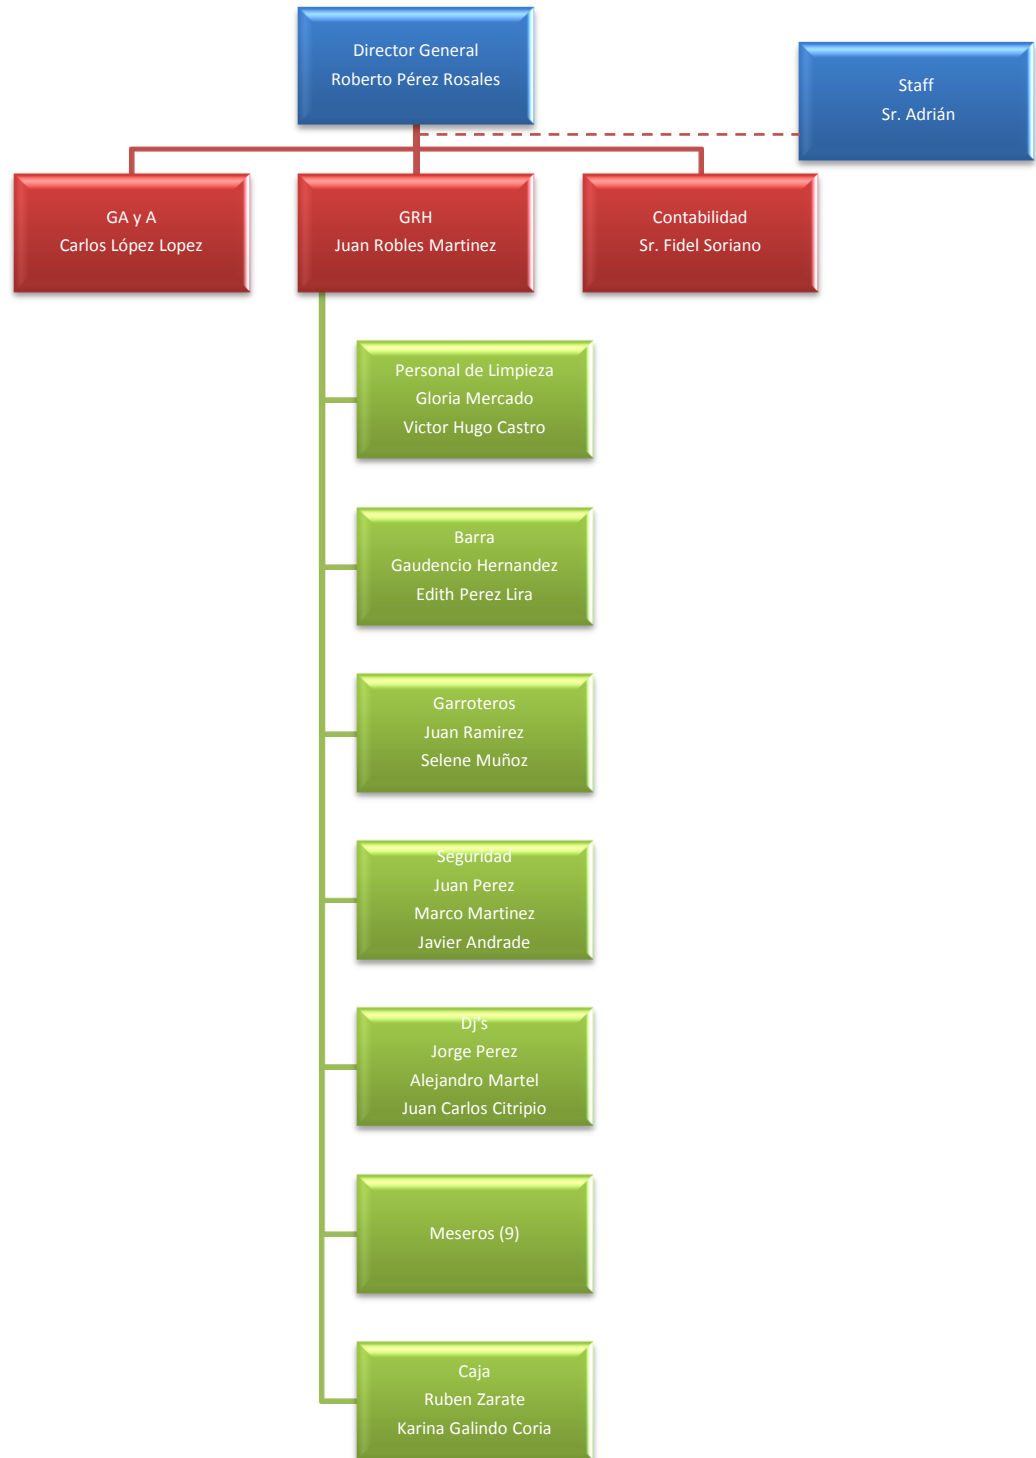 Director General
Roberto Pérez Rosales
Staff
Sr. Adrián
GA y A
Carlos López Lopez
GRH
Juan Robles Martinez
Contabilidad
Sr. Fidel Soriano
Personal de Limpieza
Gloria Mercado
Victor Hugo Castro
Barra
Gaudencio Hernandez
Edith Perez Lira
Garroteros
Juan Ramirez
Selene Muñoz
Seguridad
Juan Perez
Marco Martinez
Javier Andrade
Dj's
Jorge Perez
Alejandro Martel
Juan Carlos Citripio
Meseros (9)
Caja
Ruben Zarate
Karina Galindo Coria